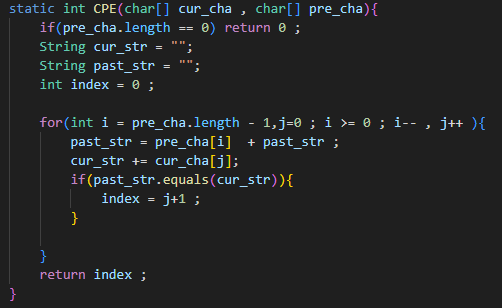 static int CPE(char[] cur_cha , char[] pre_cha){
    if(pre_cha.length == 0) return 0 ;
    String cur_str = "";
    String past_str = "";
    int index = 0 ;

    for(int i = pre_cha.length - 1,j=0 ; i >= 0 ; i-- , j++ ){
        past_str = pre_cha[i]  + past_str ;
        cur_str += cur_cha[j];
        if(past_str.equals(cur_str)){
            index = j+1 ;
        }

    }
    return index ;
}